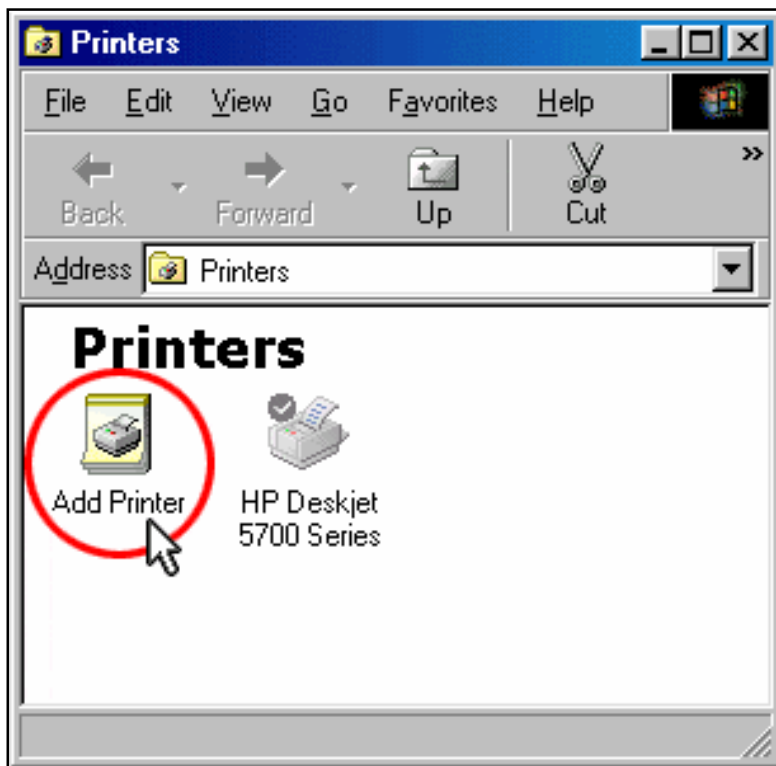 Printers
File Edit View Go Favorites Help
Back Forward Up Cut »
Address Printers
Printers
Add Printer HP Deskjet
5700 Series